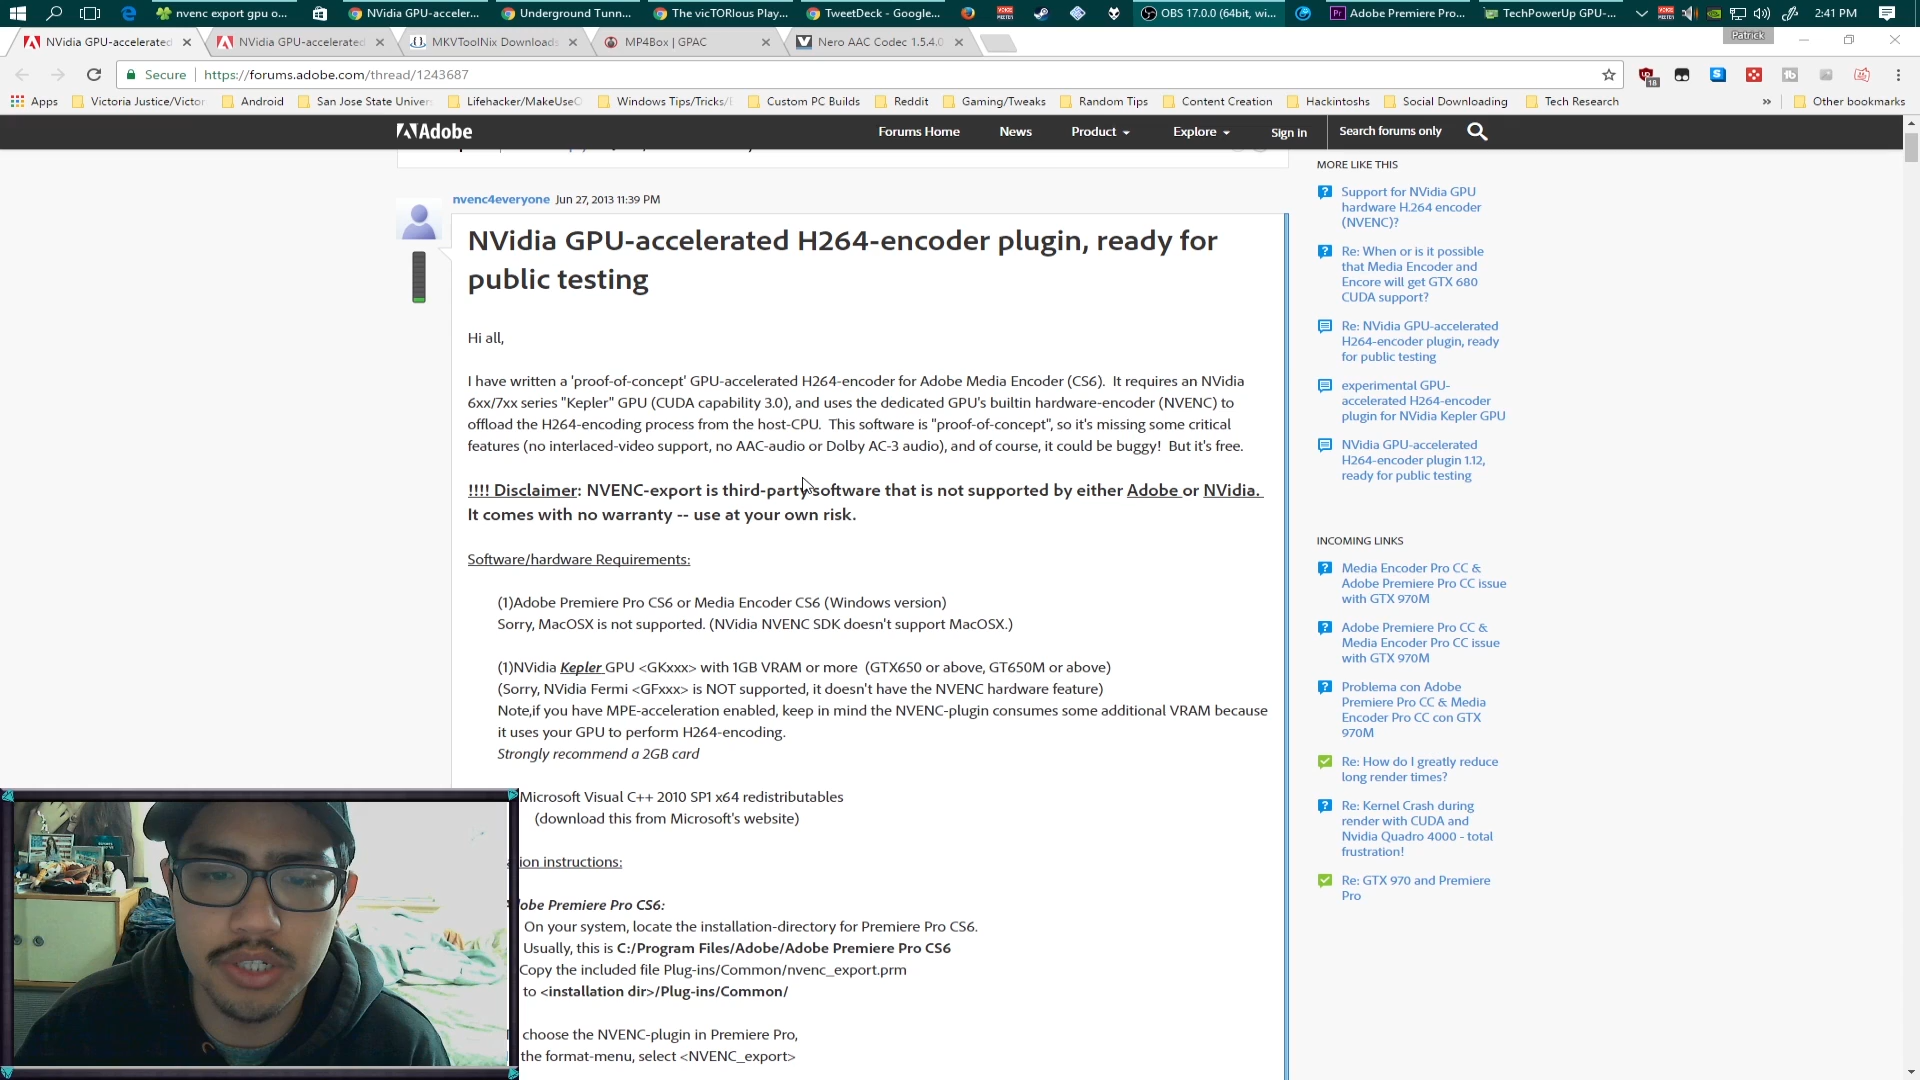 nvenc export gpu o...
NVidia GPU-acceler...
Underground Tunn...
The vicTORIous Play...
TweetDeck - Google...
OBS 17.0.0 (64bit, wi...
Adobe Premiere Pro...
TechPowerUp GPU-...
2:41 PM
Patrick
NVidia GPU-accelerated
NVidia GPU-accelerated
MKVToolNix Downloads
MP4Box | GPAC
Nero AAC Codec 1.5.4.0
Secure
https://forums.adobe.com/thread/1243687
18
Apps
Victoria Justice/Victor
Android
San Jose State Univers
Lifehacker/MakeUseO
Windows Tips/Tricks/
Custom PC Builds
Reddit
Gaming/Tweaks
Random Tips
Content Creation
Hackintoshs
Social Downloading
Tech Research
»
Other bookmarks
Adobe
Forums Home
News
Product
Explore
Sign in
Search forums only
nvenc4everyone Jun 27, 2013 11:39 PM
NVidia GPU-accelerated H264-encoder plugin, ready for
public testing
Hi all,
I have written a 'proof-of-concept' GPU-accelerated H264-encoder for Adobe Media Encoder (CS6). It requires an NVidia
6xx/7xx series "Kepler" GPU (CUDA capability 3.0), and uses the dedicated GPU's builtin hardware-encoder (NVENC) to
offload the H264-encoding process from the host-CPU. This software is "proof-of-concept", so it's missing some critical
features (no interlaced-video support, no AAC-audio or Dolby AC-3 audio), and of course, it could be buggy! But it's free.
!!!! Disclaimer: NVENC-export is third-party software that is not supported by either Adobe or NVidia.
It comes with no warranty -- use at your own risk.
Software/hardware Requirements:
(1)Adobe Premiere Pro CS6 or Media Encoder CS6 (Windows version)
Sorry, MacOSX is not supported. (NVidia NVENC SDK doesn't support MacOSX.)
(1)NVidia Kepler GPU <GKxxx> with 1GB VRAM or more (GTX650 or above, GT650M or above)
(Sorry, NVidia Fermi <GFxxx> is NOT supported, it doesn't have the NVENC hardware feature)
Note,if you have MPE-acceleration enabled, keep in mind the NVENC-plugin consumes some additional VRAM because
it uses your GPU to perform H264-encoding.
Strongly recommend a 2GB card
Microsoft Visual C++ 2010 SP1 x64 redistributables
(download this from Microsoft's website)
ion instructions:
obe Premiere Pro CS6:
On your system, locate the installation-directory for Premiere Pro CS6.
Usually, this is C:/Program Files/Adobe/Adobe Premiere Pro CS6
Copy the included file Plug-ins/Common/nvenc_export.prm
to <installation dir>/Plug-ins/Common/
choose the NVENC-plugin in Premiere Pro,
the format-menu, select <NVENC_export>
MORE LIKE THIS
Support for NVidia GPU
hardware H.264 encoder
(NVENC)?
Re: When or is it possible
that Media Encoder and
Encore will get GTX 680
CUDA support?
Re: NVidia GPU-accelerated
H264-encoder plugin, ready
for public testing
experimental GPU-
accelerated H264-encoder
plugin for NVidia Kepler GPU
NVidia GPU-accelerated
H264-encoder plugin 1.12,
ready for public testing
INCOMING LINKS
Media Encoder Pro CC &
Adobe Premiere Pro CC issue
with GTX 970M
Adobe Premiere Pro CC &
Media Encoder Pro CC issue
with GTX 970M
Problema con Adobe
Premiere Pro CC & Media
Encoder Pro CC con GTX
970M
Re: How do I greatly reduce
long render times?
Re: Kernel Crash during
render with CUDA and
Nvidia Quadro 4000 - total
frustration!
Re: GTX 970 and Premiere
Pro